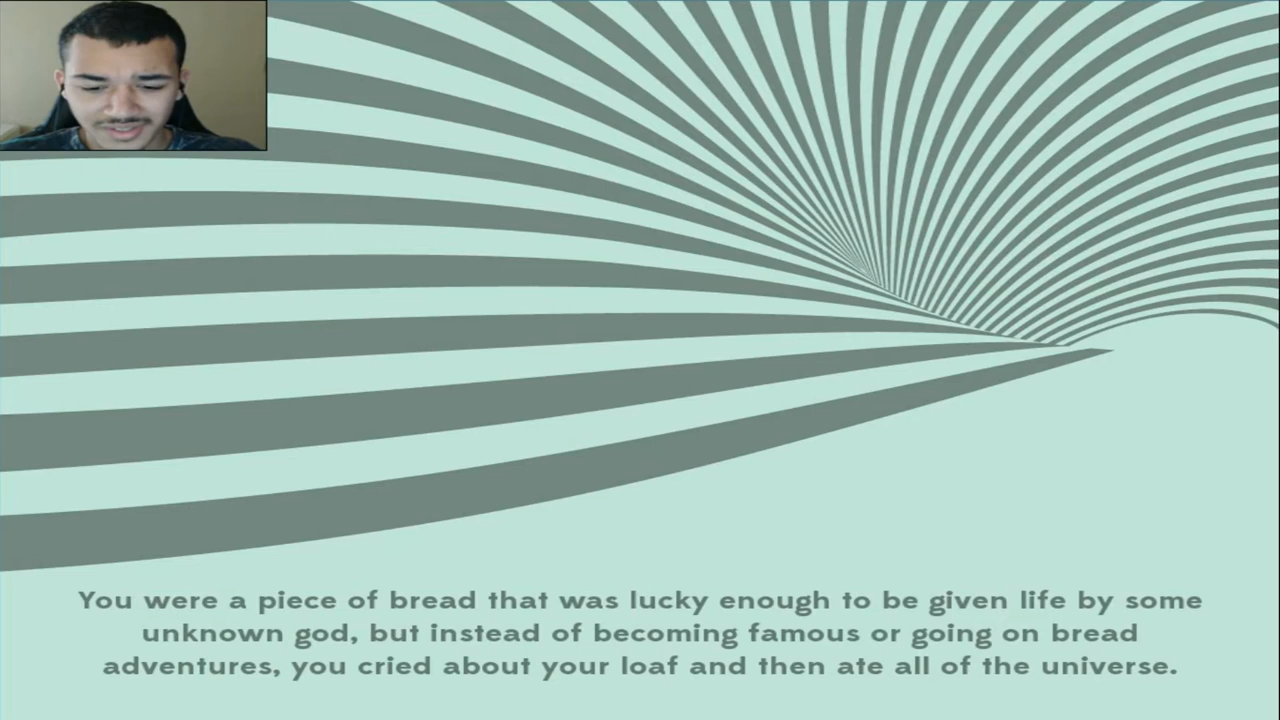 You were a piece of bread that was lucky enough to be given life by some
unknown god, but instead of becoming famous or going on bread
adventures, you cried about your loaf and then ate all of the universe.